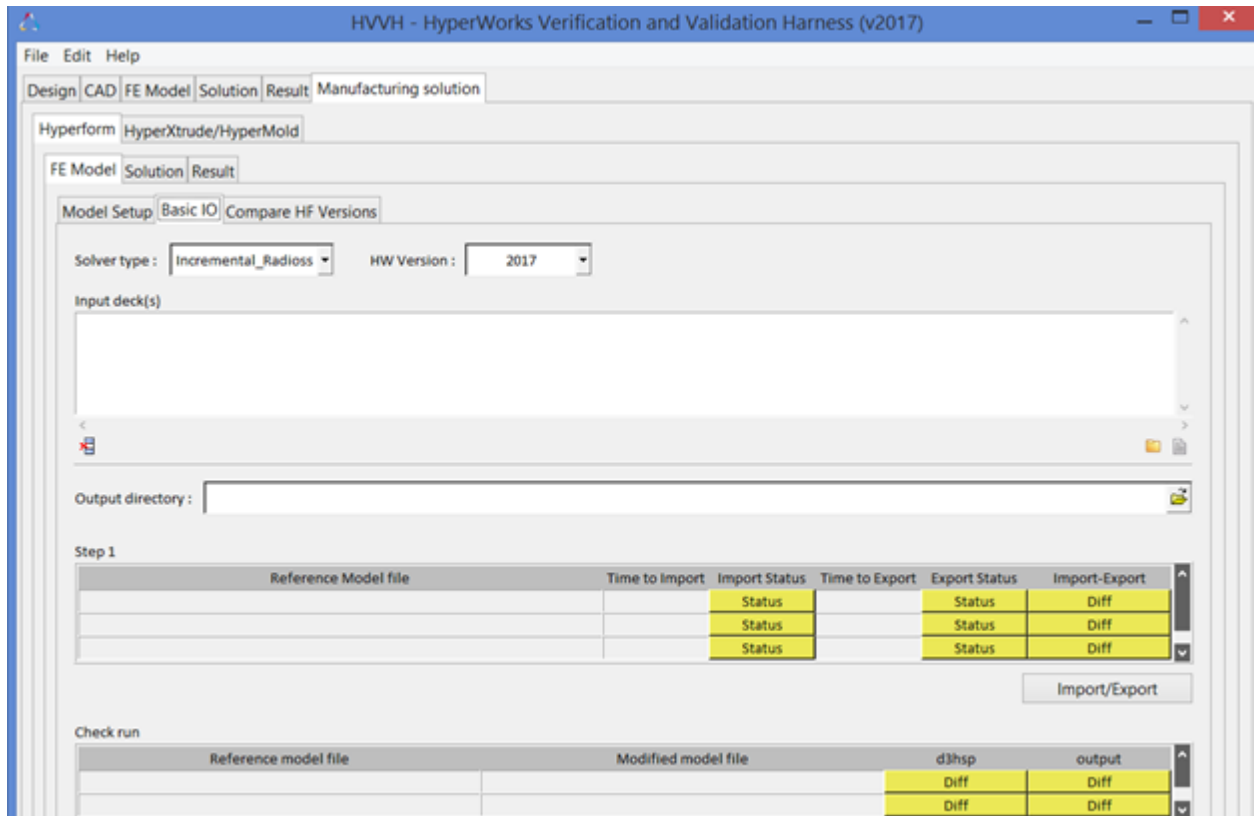 HVVH - HyperWorks Verification and Validation Harness (v2017)
File Edit Help
Design CAD FE Model Solution Result Manufacturing solution
Hyperform HyperXtrude/HyperMold
FE Model Solution Result
Model Setup Basic IO Compare HF Versions
Solver type : Incremental_Radioss HW Version : 2017
Input deck(s)
Output directory :
Step 1
Reference Model file Time to Import Import Status Time to Export Export Status Import-Export
Status Status Diff
Status Status Diff
Status Status Diff
Import/Export
Check run
Reference model file Modified model file d3hsp output
Diff Diff
Diff Diff